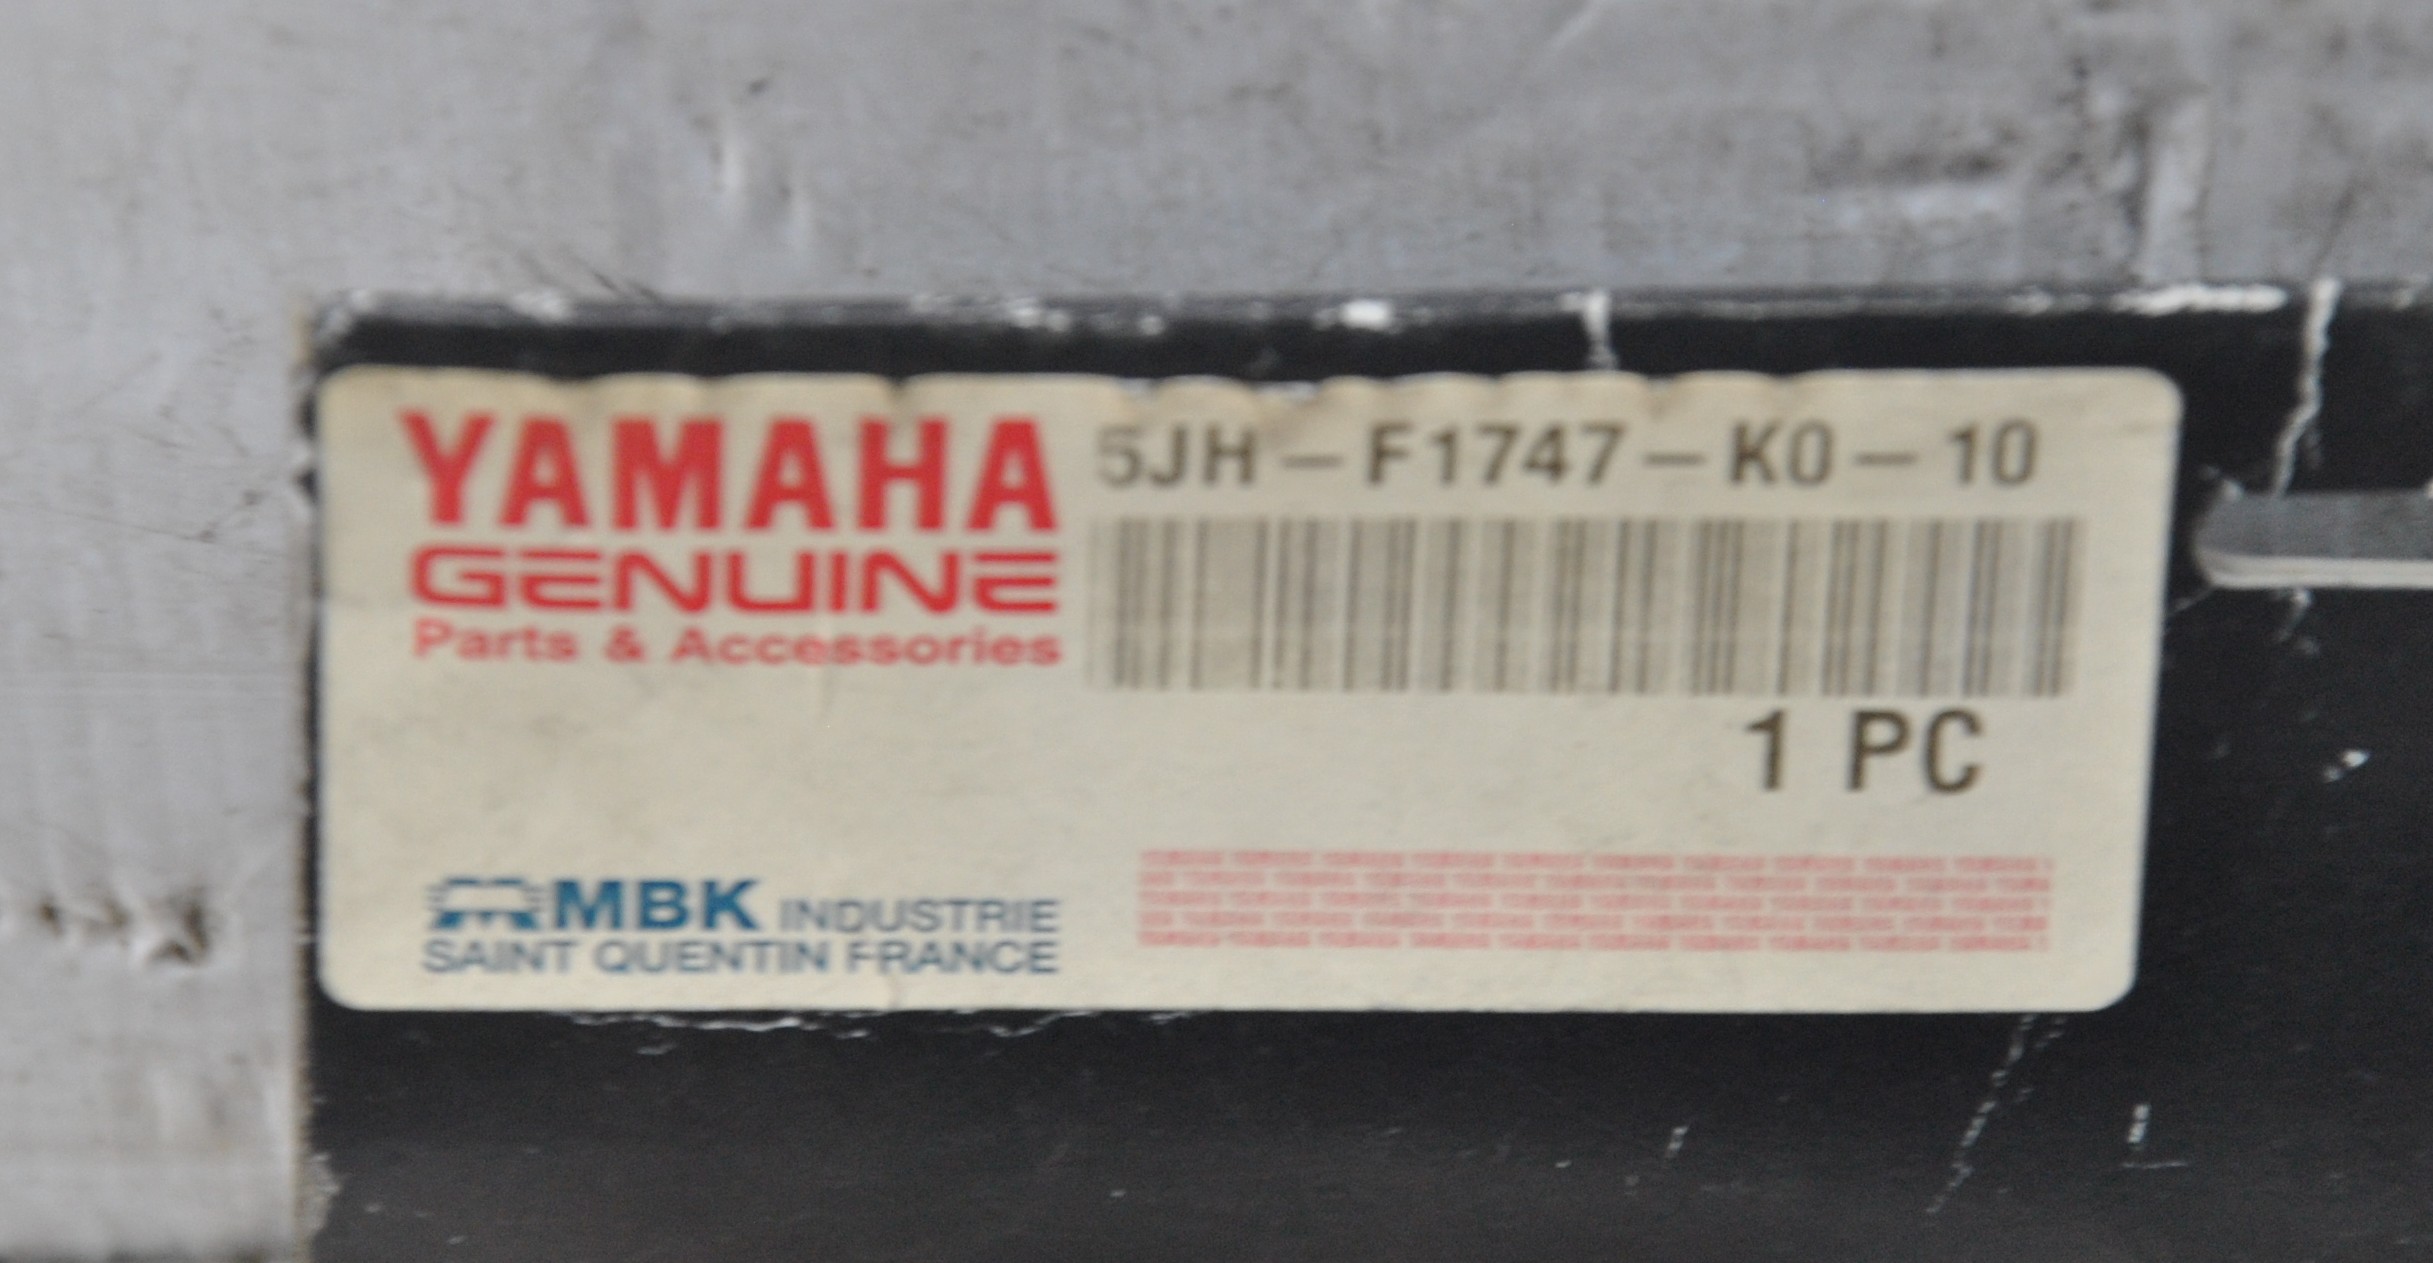 YAMAHA
GENUINE
Parts & Accessories
5JH-F1747-K0-10
1 PC
MBK INDUSTRIE
SAINT QUENTIN FRANCE